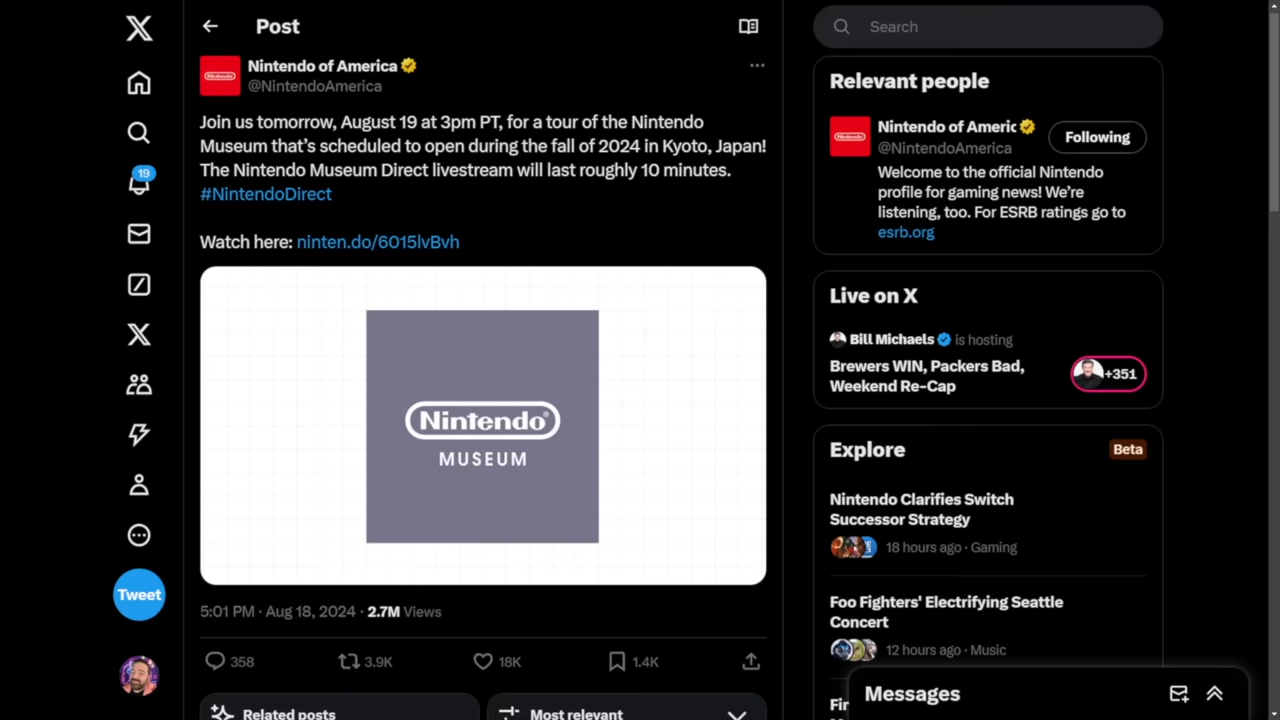 Post
Nintendo of America
@NintendoAmerica
Join us tomorrow, August 19 at 3pm PT, for a tour of the Nintendo
Museum that's scheduled to open during the fall of 2024 in Kyoto, Japan!
The Nintendo Museum Direct livestream will last roughly 10 minutes.
#NintendoDirect
Watch here: ninten.do/6015lvBvh
Nintendo®
MUSEUM
5:01 PM · Aug 18, 2024 · 2.7M Views
358 3.9K 18K 1.4K
Related posts
Most relevant
19
Tweet
Search
Relevant people
Nintendo of Americ
@NintendoAmerica
Following
Welcome to the official Nintendo
profile for gaming news! We're
listening, too. For ESRB ratings go to
esrb.org
Live on X
Bill Michaels is hosting
Brewers WIN, Packers Bad,
Weekend Re-Cap
+351
Explore
Beta
Nintendo Clarifies Switch
Successor Strategy
18 hours ago · Gaming
Foo Fighters' Electrifying Seattle
Concert
12 hours ago · Music
Messages